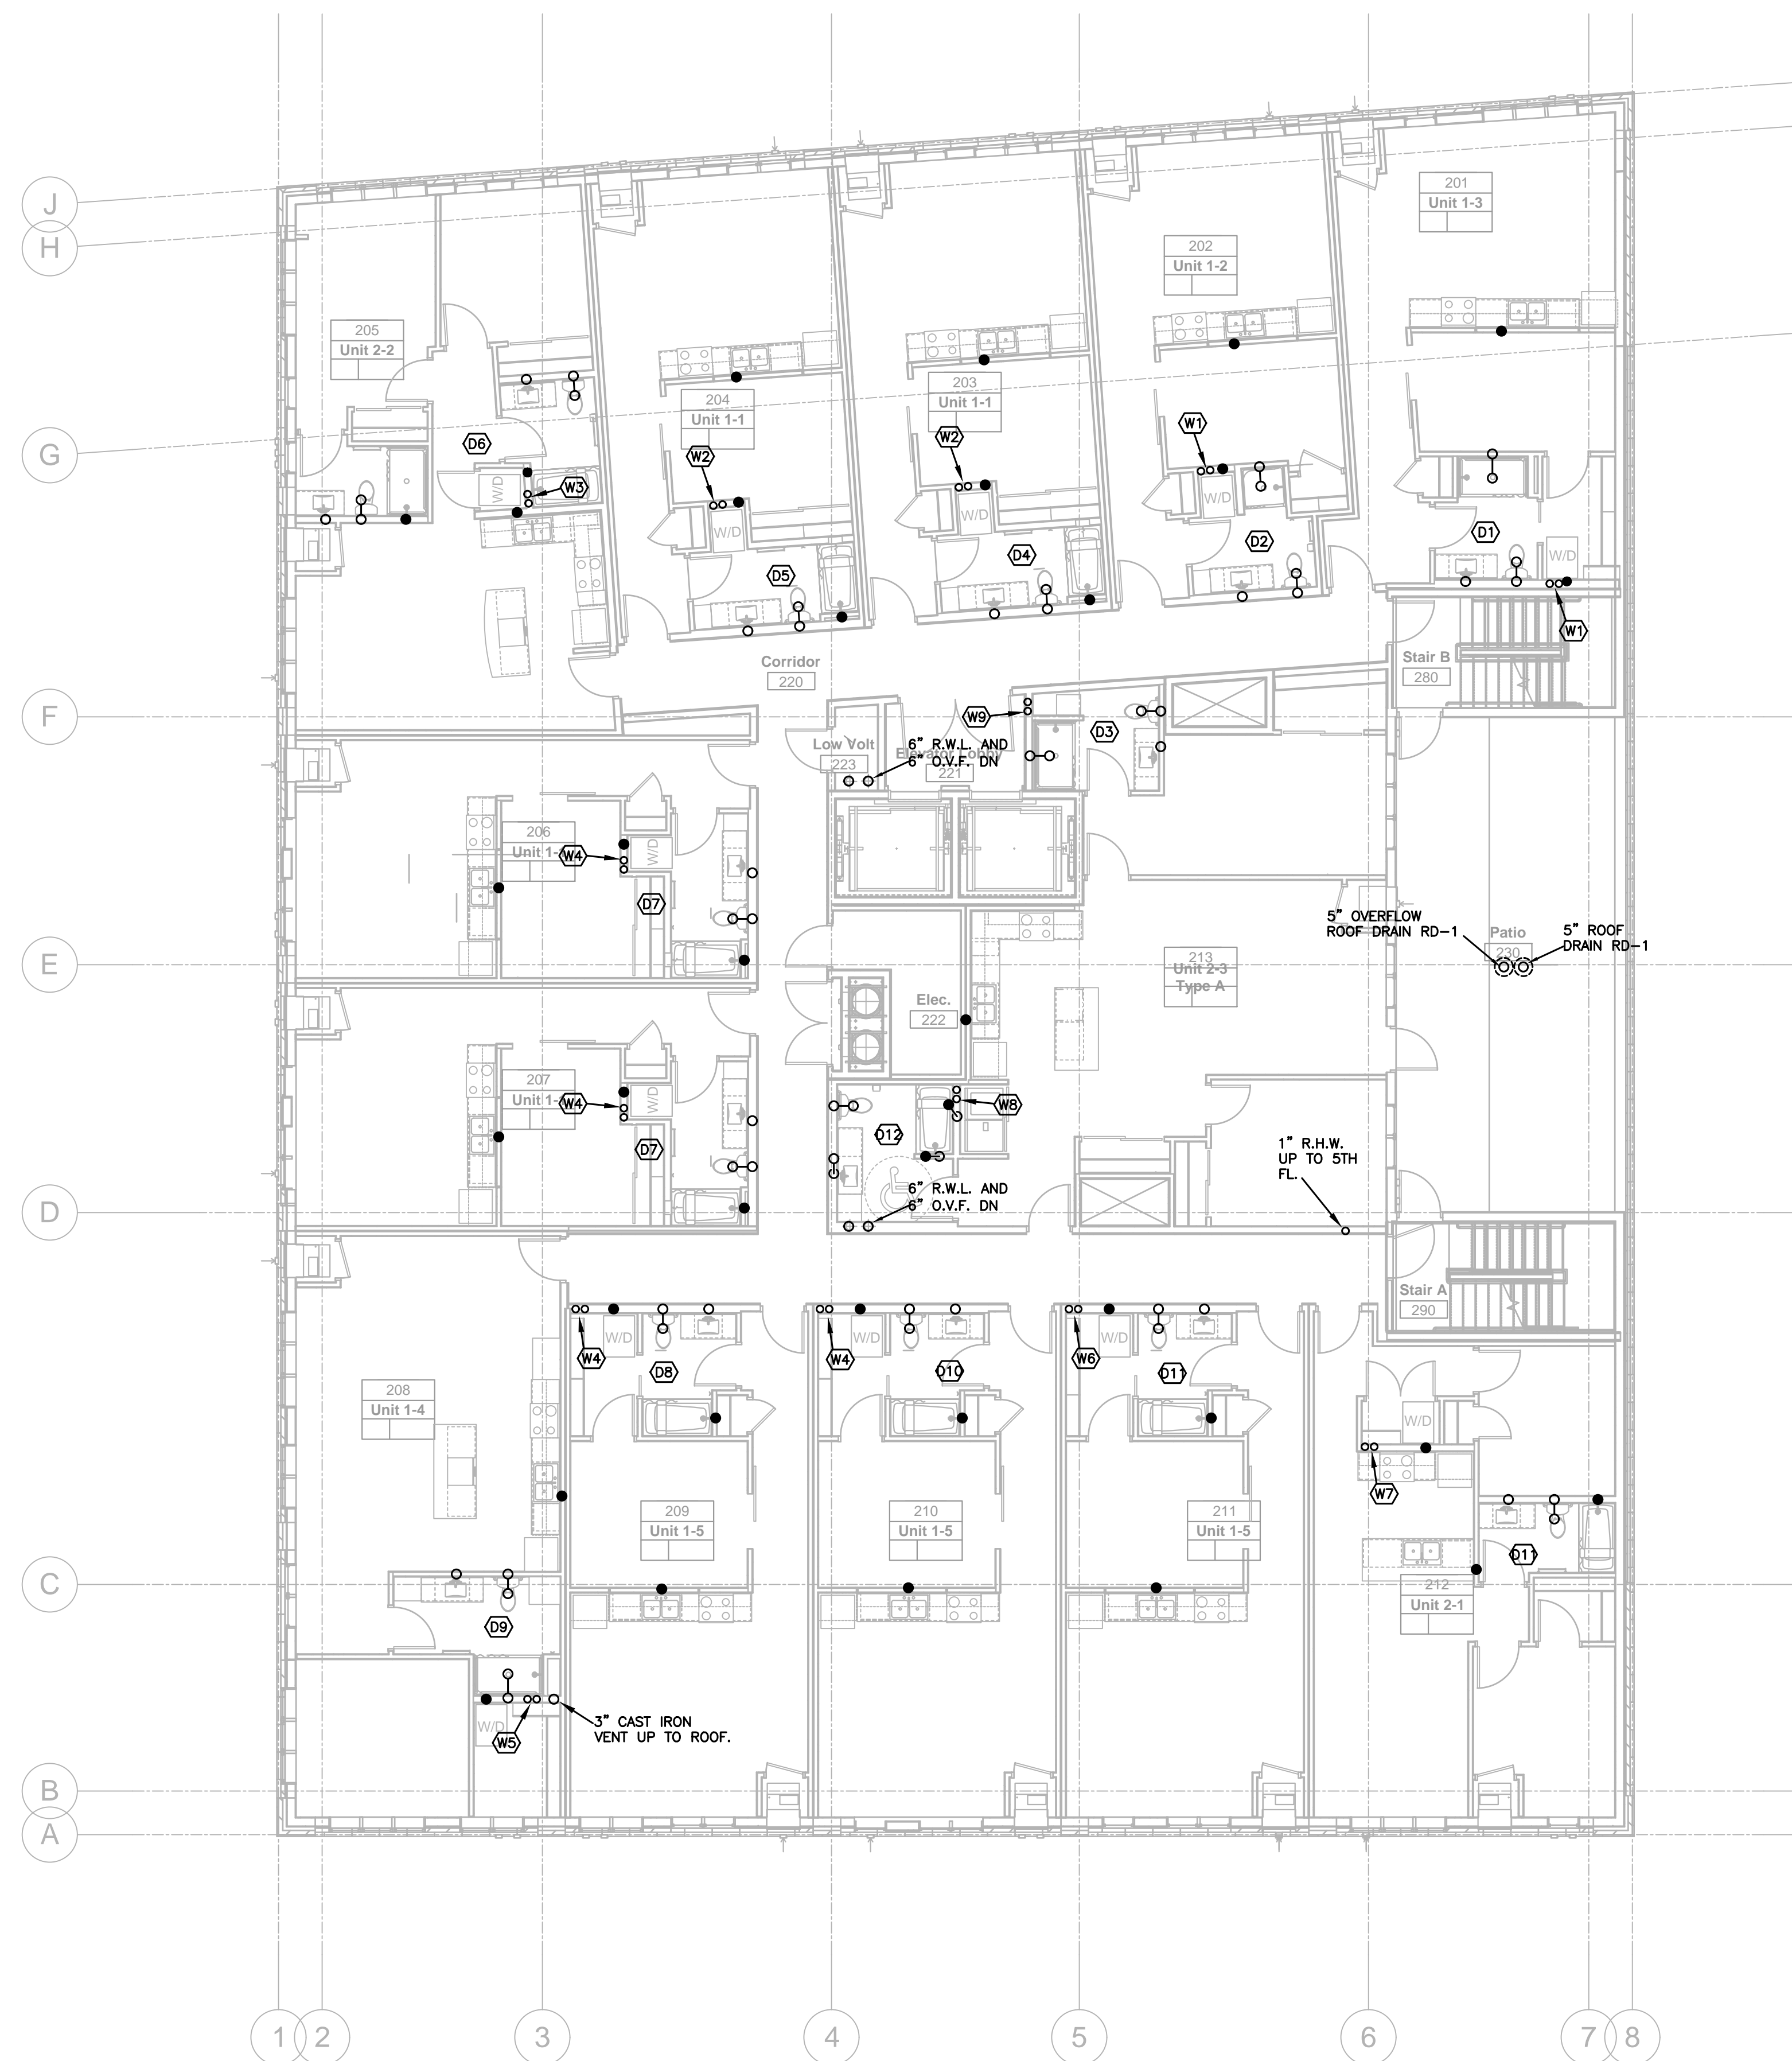 J
H
201
Unit 1-3
202
Unit 1-2
205
Unit 2-2
204
Unit 1-1
203
Unit 1-1
G
W1
W2
W2
D6
W/D
W3
W/D
W/D
W/D
D1
W/D
D5
D4
D2
W1
Corridor
220
Stair B
280
F
W9
D3
Low Volt
223
6" R.W.L. AND
6" O.V.F. DN
Elevator Lobby
221
206
Unit 1-
W4
W/D
D7
5" OVERFLOW
ROOF DRAIN RD-1
Patio
230
5" ROOF
DRAIN RD-1
E
213
Unit 2-3
Type A
Elec.
222
207
Unit 1-
W4
W/D
D7
W8
D12
1" R.H.W.
UP TO 5TH
FL.
6" R.W.L. AND
6" O.V.F. DN
D
Stair A
290
W/D
W/D
W/D
W4
W4
W6
D8
D10
D11
208
Unit 1-4
W/D
W7
209
Unit 1-5
210
Unit 1-5
211
Unit 1-5
D11
C
212
Unit 2-1
D9
3" CAST IRON
VENT UP TO ROOF.
W/D
W5
B
A
1
2
3
4
5
6
7
8